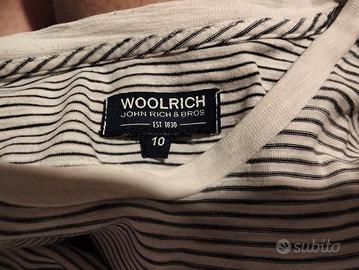 WOOLRICH
JOHN RICH & BROS
EST. 1830
10
subito